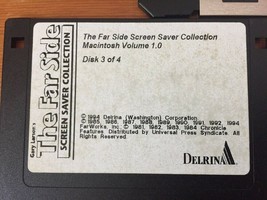 Gary Larson's
The Far Side
SCREEN SAVER COLLECTION
The Far Side Screen Saver Collection
Macintosh Volume 1.0
Disk 3 of 4
© 1994 Delrina (Washington) Corporation.
© 1985, 1986, 1987, 1988, 1989, 1990, 1991, 1992, 1994
FarWorks, Inc. © 1981, 1982, 1983, 1984 Chronicle
Features Distributed by Universal Press Syndicate. All
Rights Reserved
DELRINA